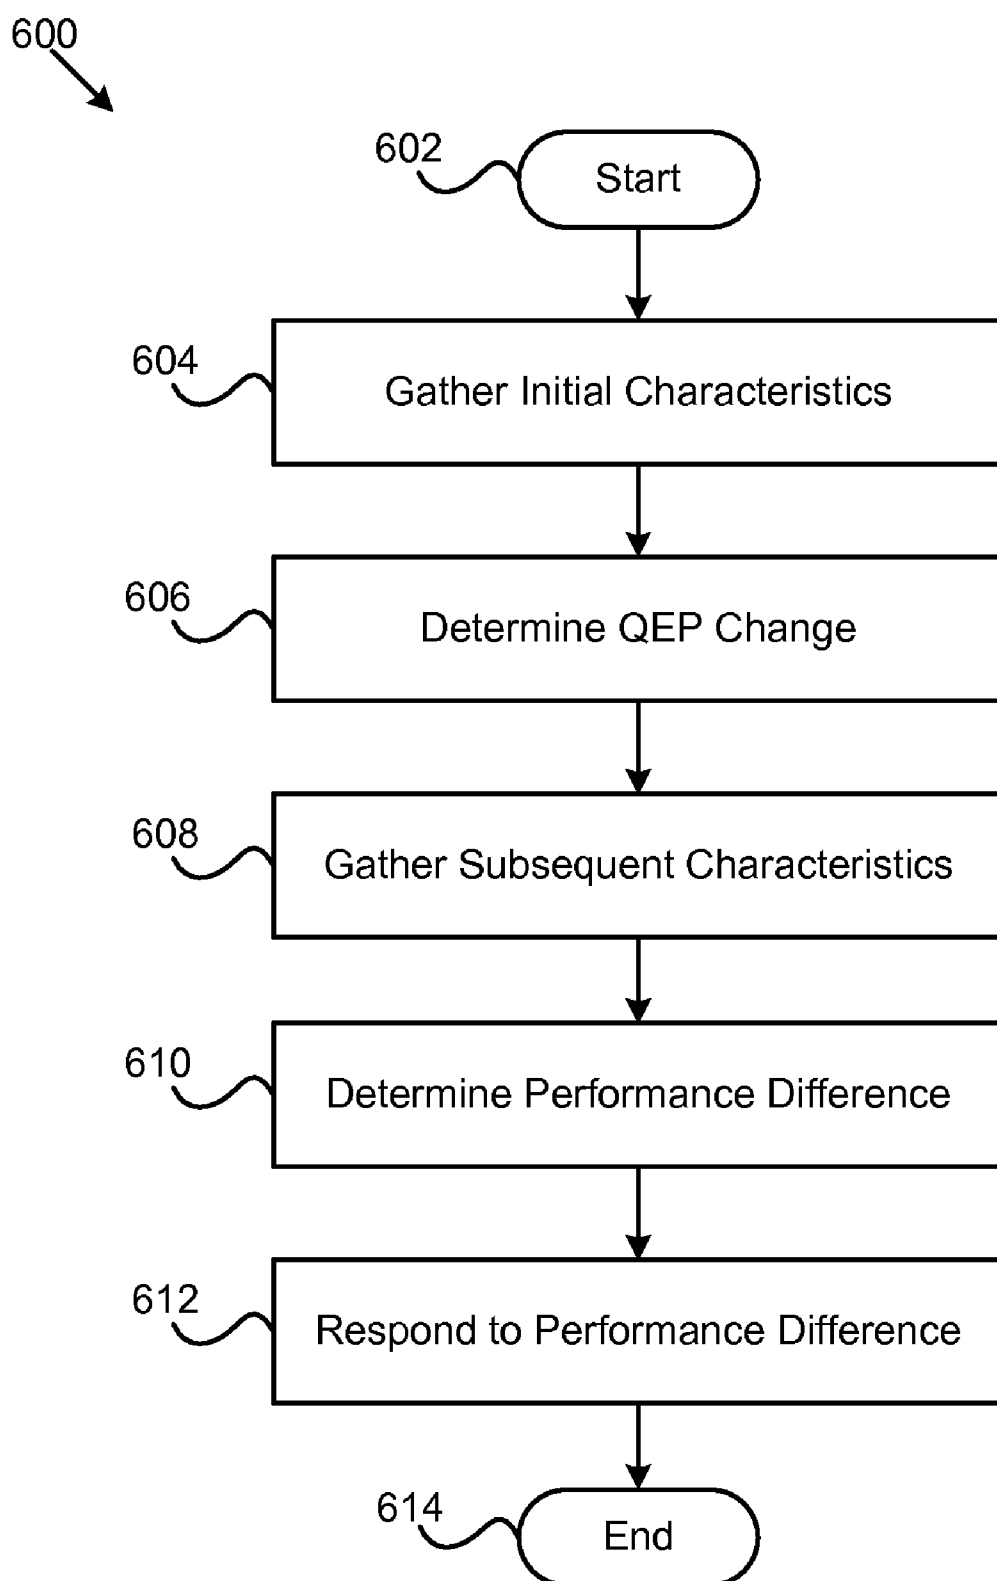 600
602
Start
604
Gather Initial Characteristics
606
Determine QEP Change
608
Gather Subsequent Characteristics
610
Determine Performance Difference
612
Respond to Performance Difference
614
End